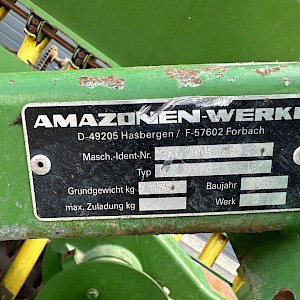 AMAZONEN-WERKE
D-49205 Hasbergen / F-57602 Forbach
Masch.-Ident-Nr.
Typ
Grundgewicht kg Baujahr
max. Zuladung kg Werk